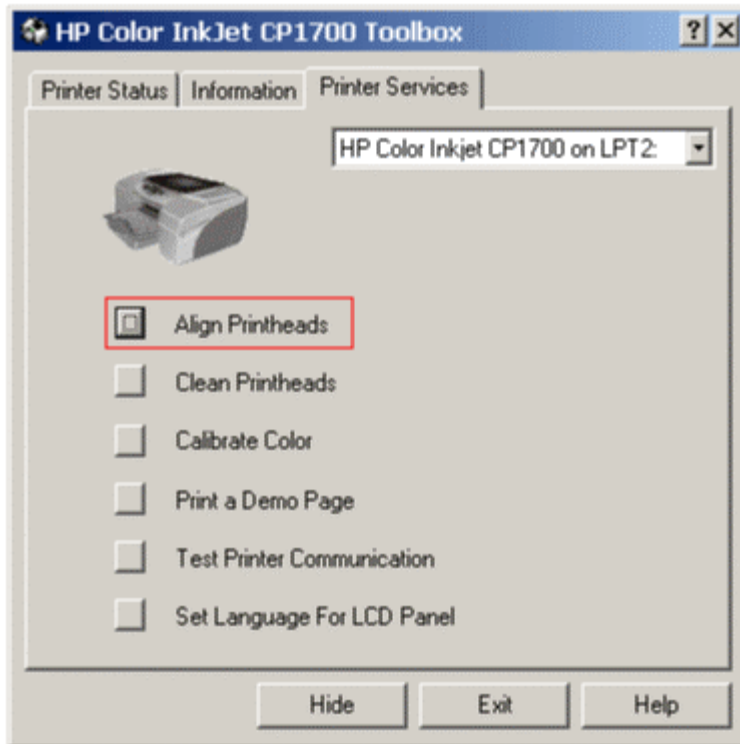 HP Color InkJet CP1700 Toolbox
Printer Status Information Printer Services
HP Color Inkjet CP1700 on LPT2:
Align Printheads
Clean Printheads
Calibrate Color
Print a Demo Page
Test Printer Communication
Set Language For LCD Panel
Hide Exit Help